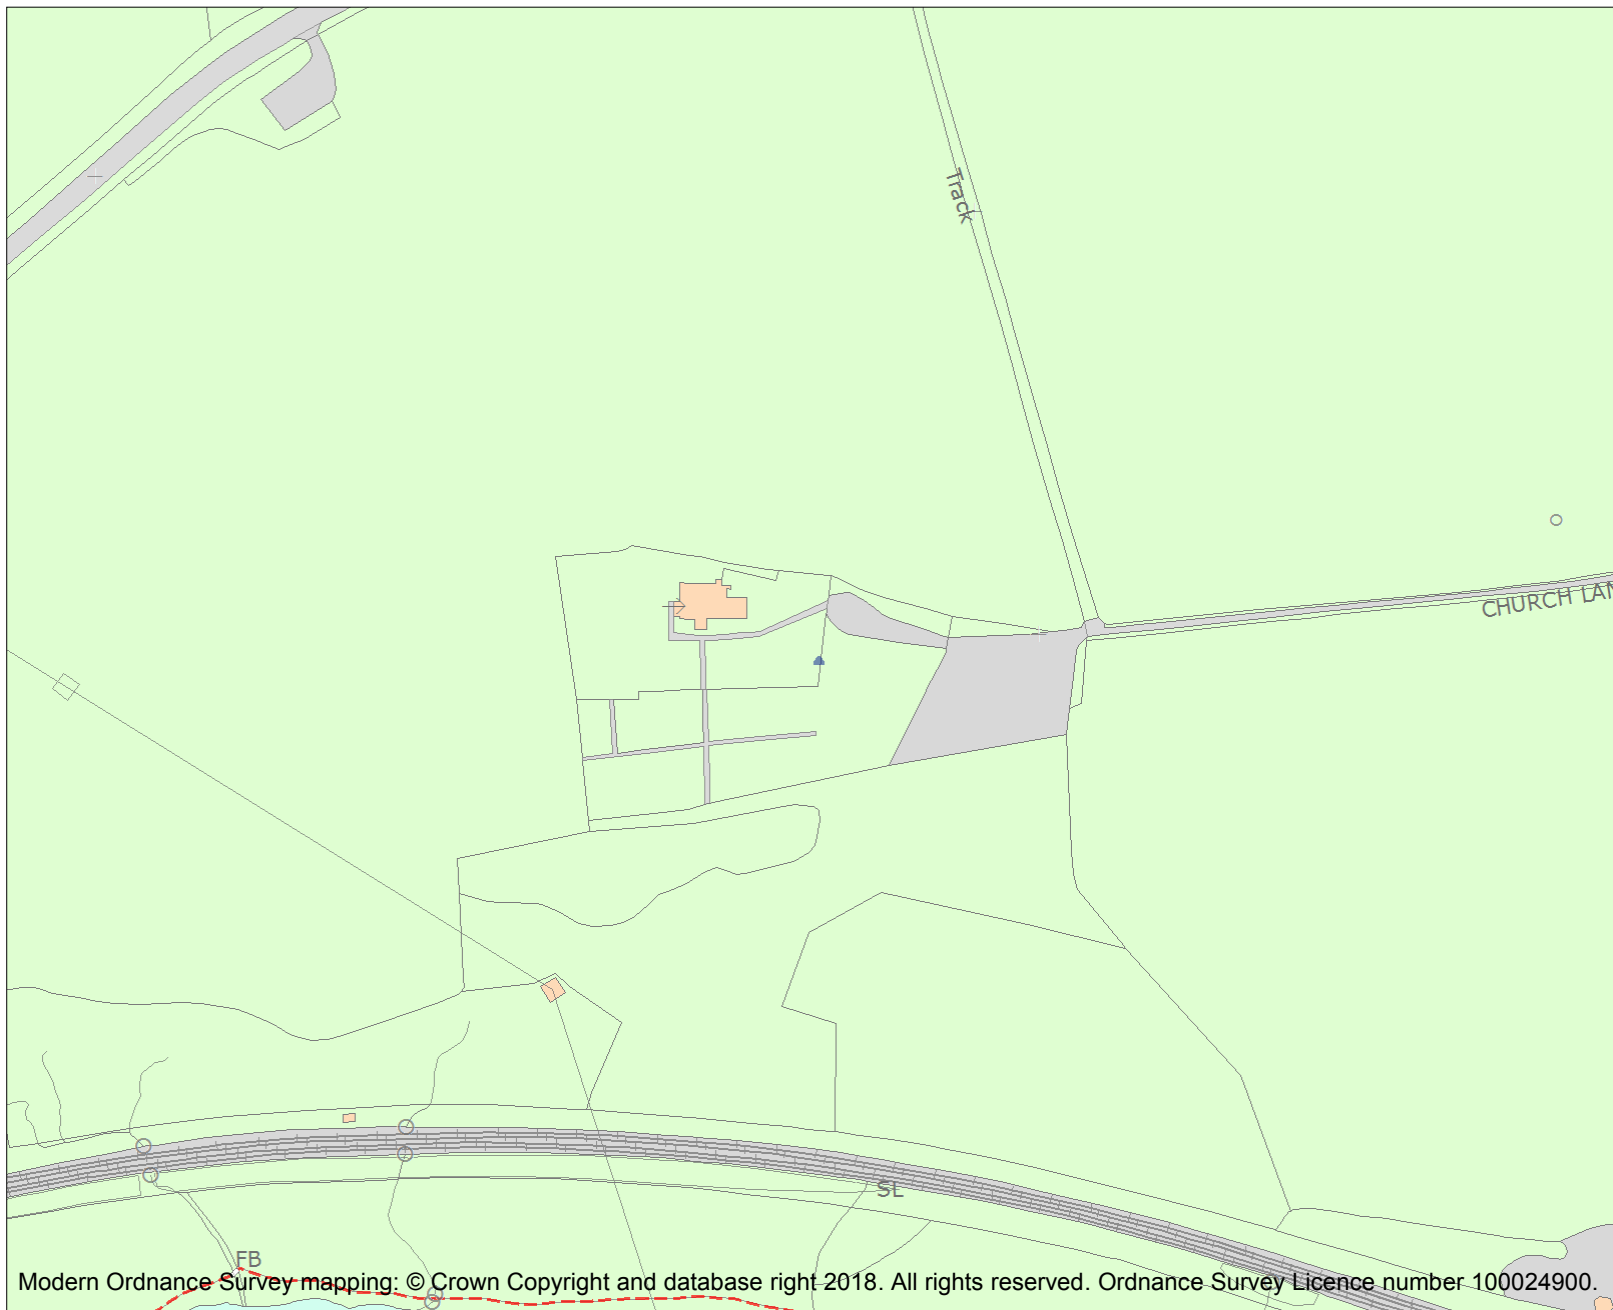 Track
CHURCH LAN
SL
FB
Modern Ordnance Survey mapping: © Crown Copyright and database right 2018. All rights reserved. Ordnance Survey Licence number 100024900.